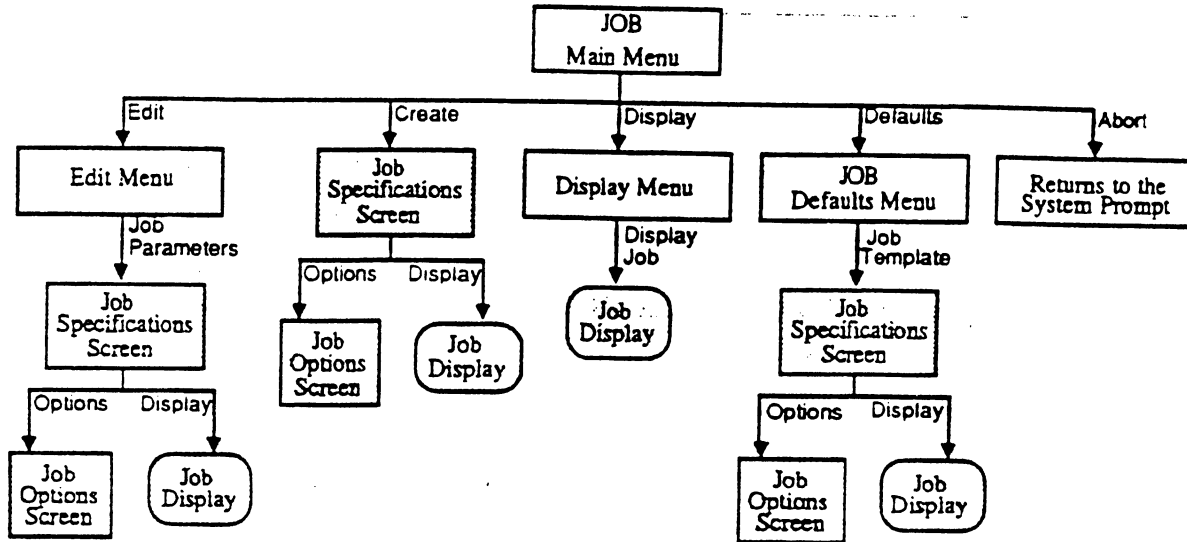 JOB
Main Menu
Edit
Create
Display
Defaults
Abort
Edit Menu
Job
Specifications
Screen
Display Menu
JOB
Defaults Menu
Returns to the
System Prompt
Job
Parameters
Options
Display
Display
Job
Job
Template
Job
Specifications
Screen
Job
Options
Screen
Job
Display
Job
Display
Job
Specifications
Screen
Options
Display
Options
Display
Job
Options
Screen
Job
Display
Job
Options
Screen
Job
Display